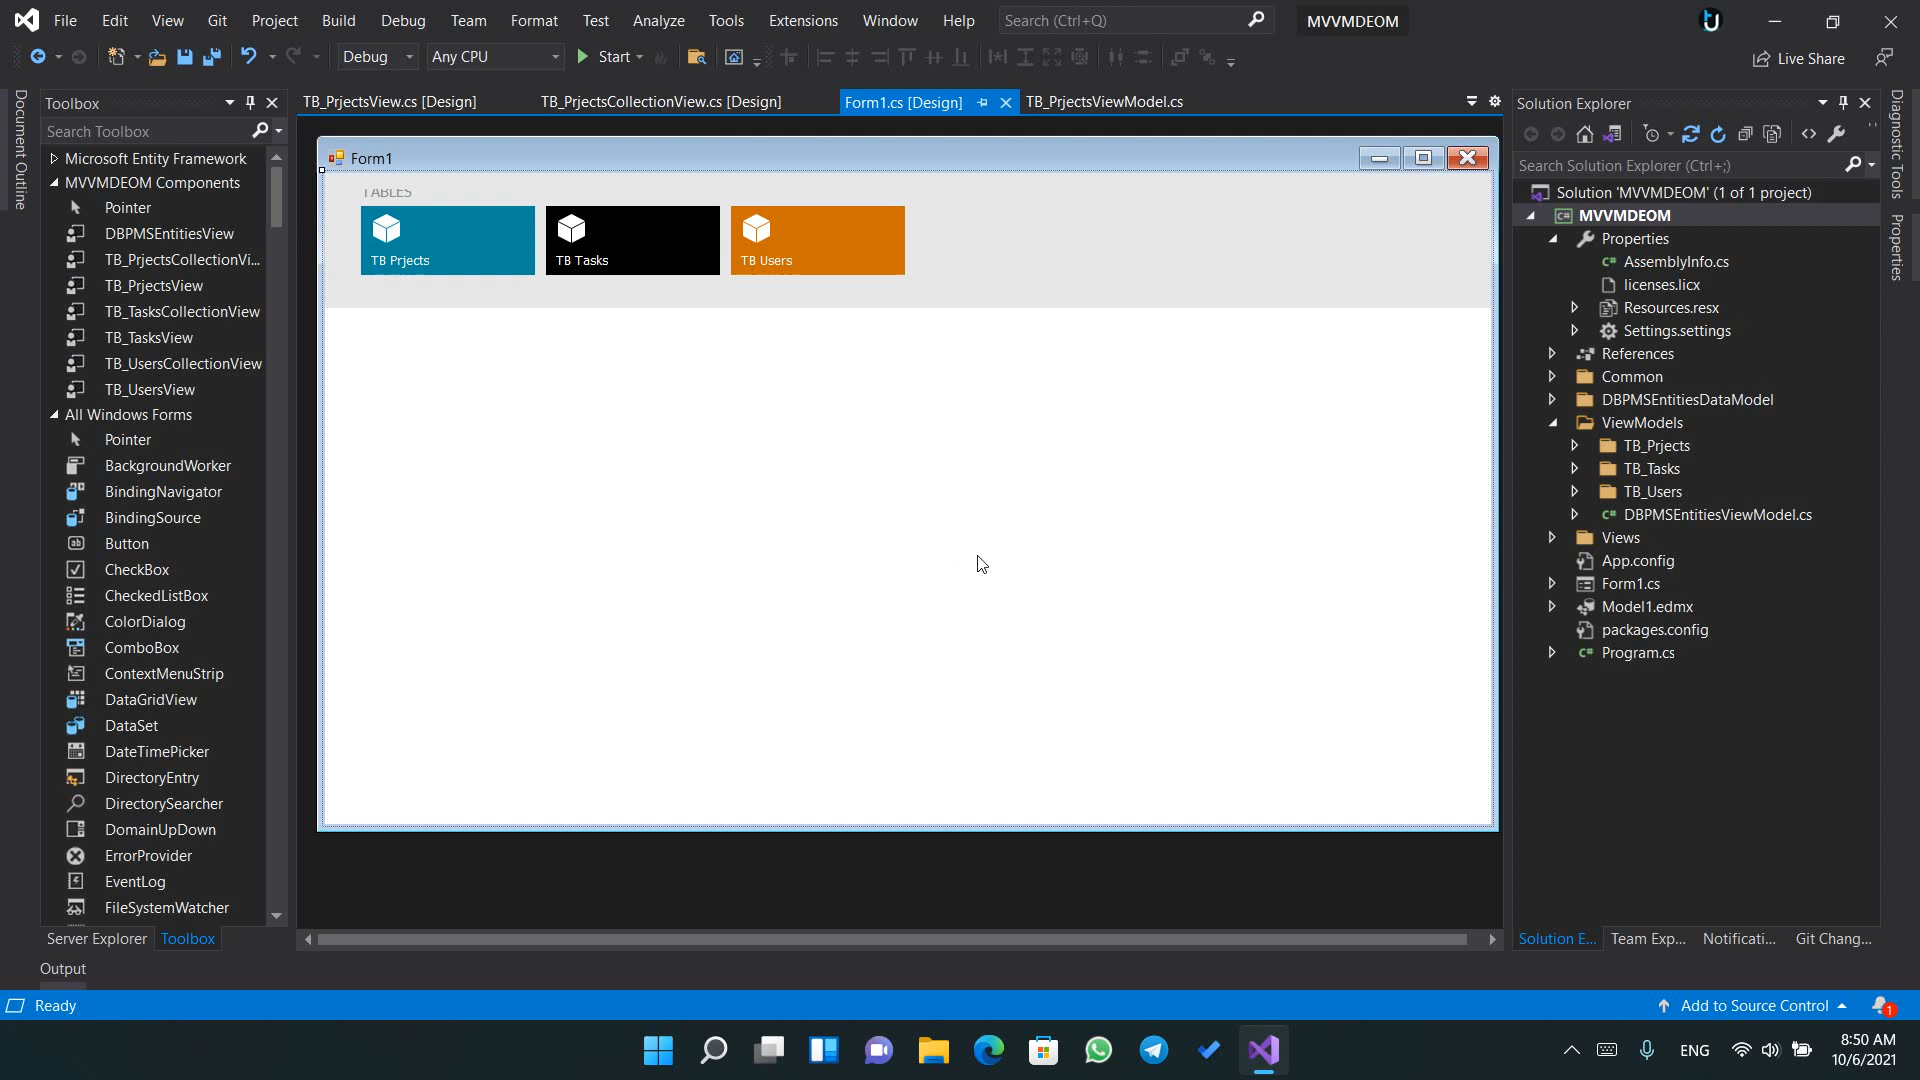 File Edit View Git Project Build Debug Team Format Test Analyze Tools Extensions Window Help Search (Ctrl+Q) MVVMDEOM
Debug Any CPU Start Live Share
Document Outline
Toolbox
Search Toolbox
Microsoft Entity Framework
MVVMDEOM Components
Pointer
DBPMSEntitiesView
TB_PrjectsCollectionVi...
TB_PrjectsView
TB_TasksCollectionView
TB_TasksView
TB_UsersCollectionView
TB_UsersView
All Windows Forms
Pointer
BackgroundWorker
BindingNavigator
BindingSource
Button
CheckBox
CheckedListBox
ColorDialog
ComboBox
ContextMenuStrip
DataGridView
DataSet
DateTimePicker
DirectoryEntry
DirectorySearcher
DomainUpDown
ErrorProvider
EventLog
FileSystemWatcher
Server Explorer Toolbox
TB_PrjectsView.cs [Design] TB_PrjectsCollectionView.cs [Design] Form1.cs [Design] TB_PrjectsViewModel.cs
Form1
TABLES
TB Prjects TB Tasks TB Users
Solution Explorer
Search Solution Explorer (Ctrl+;)
Solution 'MVVMDEOM' (1 of 1 project)
MVVMDEOM
Properties
AssemblyInfo.cs
licenses.licx
Resources.resx
Settings.settings
References
Common
DBPMSEntitiesDataModel
ViewModels
TB_Prjects
TB_Tasks
TB_Users
DBPMSEntitiesViewModel.cs
Views
App.config
Form1.cs
Model1.edmx
packages.config
Program.cs
Solution E... Team Exp... Notificati... Git Chang...
Diagnostic Tools
Properties
Output
Ready Add to Source Control 1
ENG 8:50 AM
10/6/2021